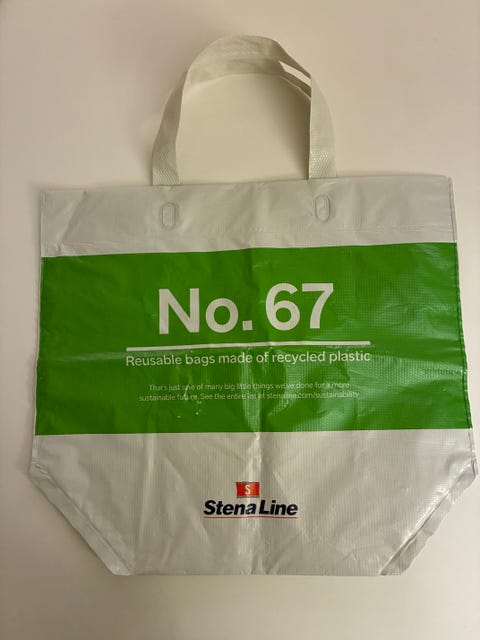 No. 67
Reusable bags made of recycled plastic
That's just one of many big little things we've done for a more
sustainable future. See the entire list at stenaline.com/sustainability
S
Stena Line